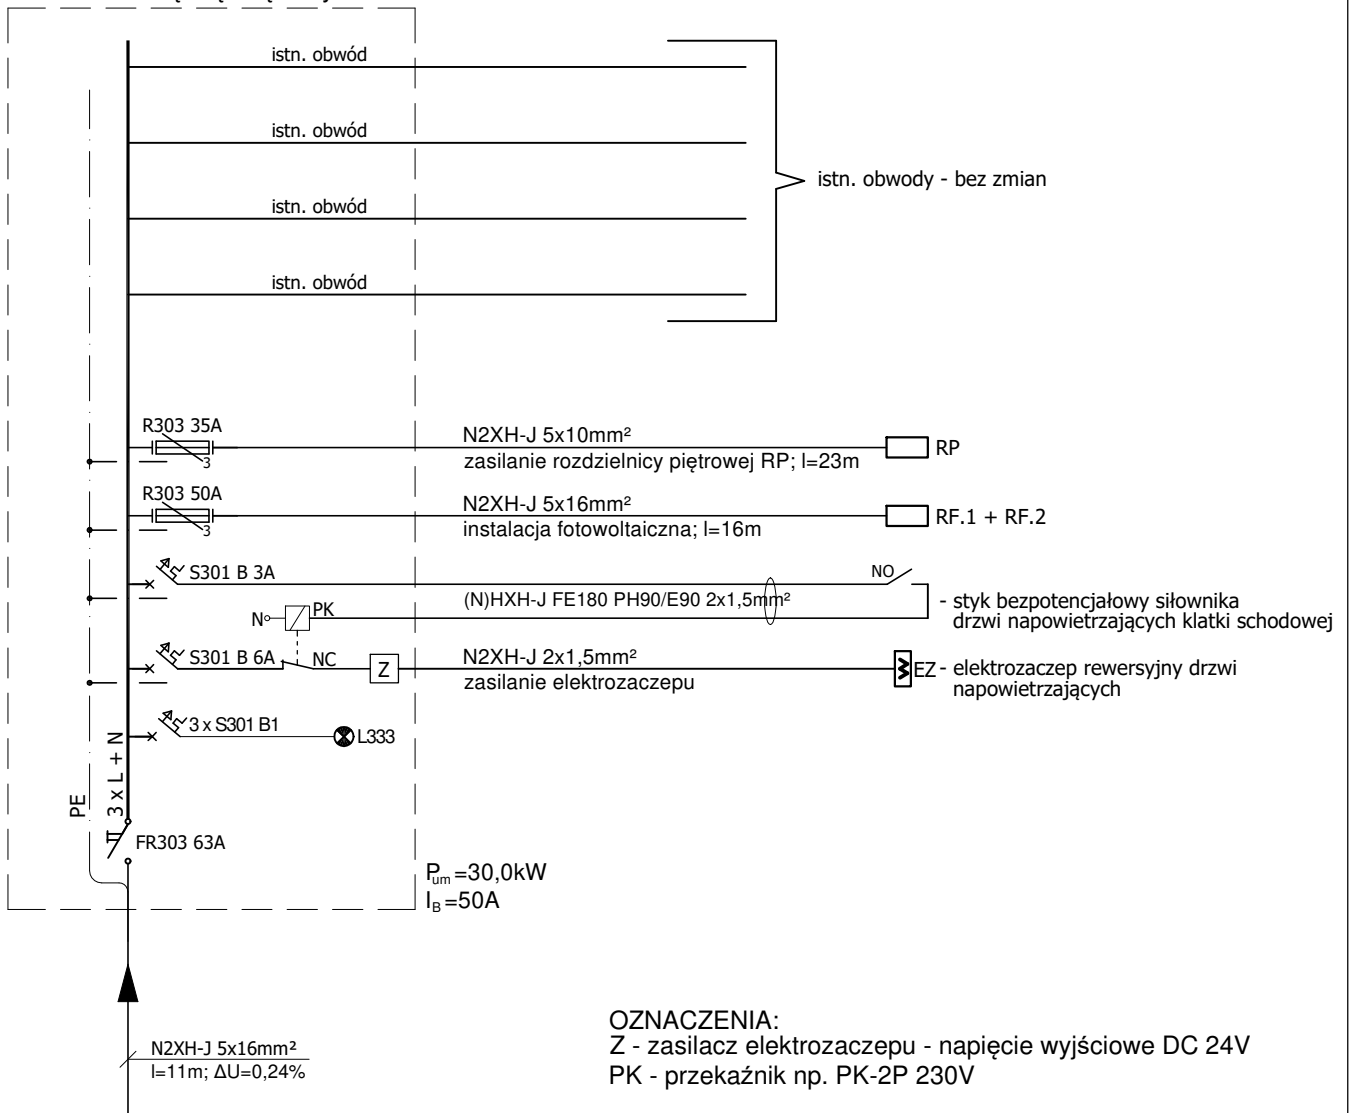 istn. obwód
istn. obwód
istn. obwody - bez zmian
istn. obwód
istn. obwód
R303 35A
3
N2XH-J 5x10mm²
zasilanie rozdzielnicy piętrowej RP; l=23m
RP
R303 50A
3
N2XH-J 5x16mm²
instalacja fotowoltaiczna; l=16m
RF.1 + RF.2
S301 B 3A
NO
(N)HXH-J FE180 PH90/E90 2x1,5mm²
N
PK
- styk bezpotencjałowy siłownika
drzwi napowietrzających klatki schodowej
S301 B 6A
NC
Z
N2XH-J 2x1,5mm²
zasilanie elektrozaczepu
EZ
- elektrozaczep rewersyjny drzwi
napowietrzających
3 x S301 B1
L333
PE
3 x L + N
FR303 63A
Pum=30,0kW
IB=50A
N2XH-J 5x16mm²
l=11m; ΔU=0,24%
OZNACZENIA:
Z - zasilacz elektrozaczepu - napięcie wyjściowe DC 24V
PK - przekaźnik np. PK-2P 230V